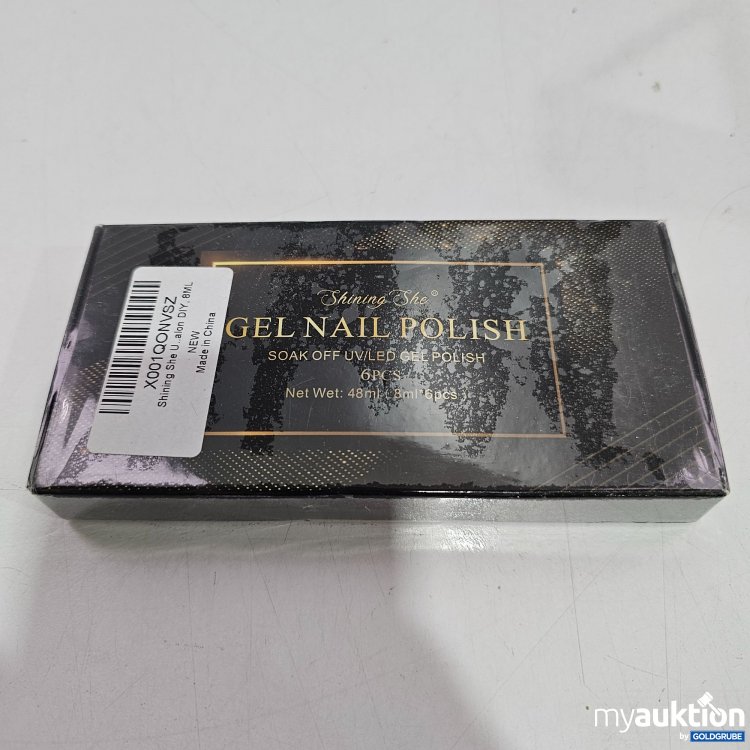 X001QONVSZ
Shining She U...alon DIY, 8ML
NEW
Made in China
Shining She®
GEL NAIL POLISH
SOAK OFF UV/LED GEL POLISH
6PCS
Net Wet: 48ml ( 8ml*6pcs )
myauktion
by GOLDGRUBE